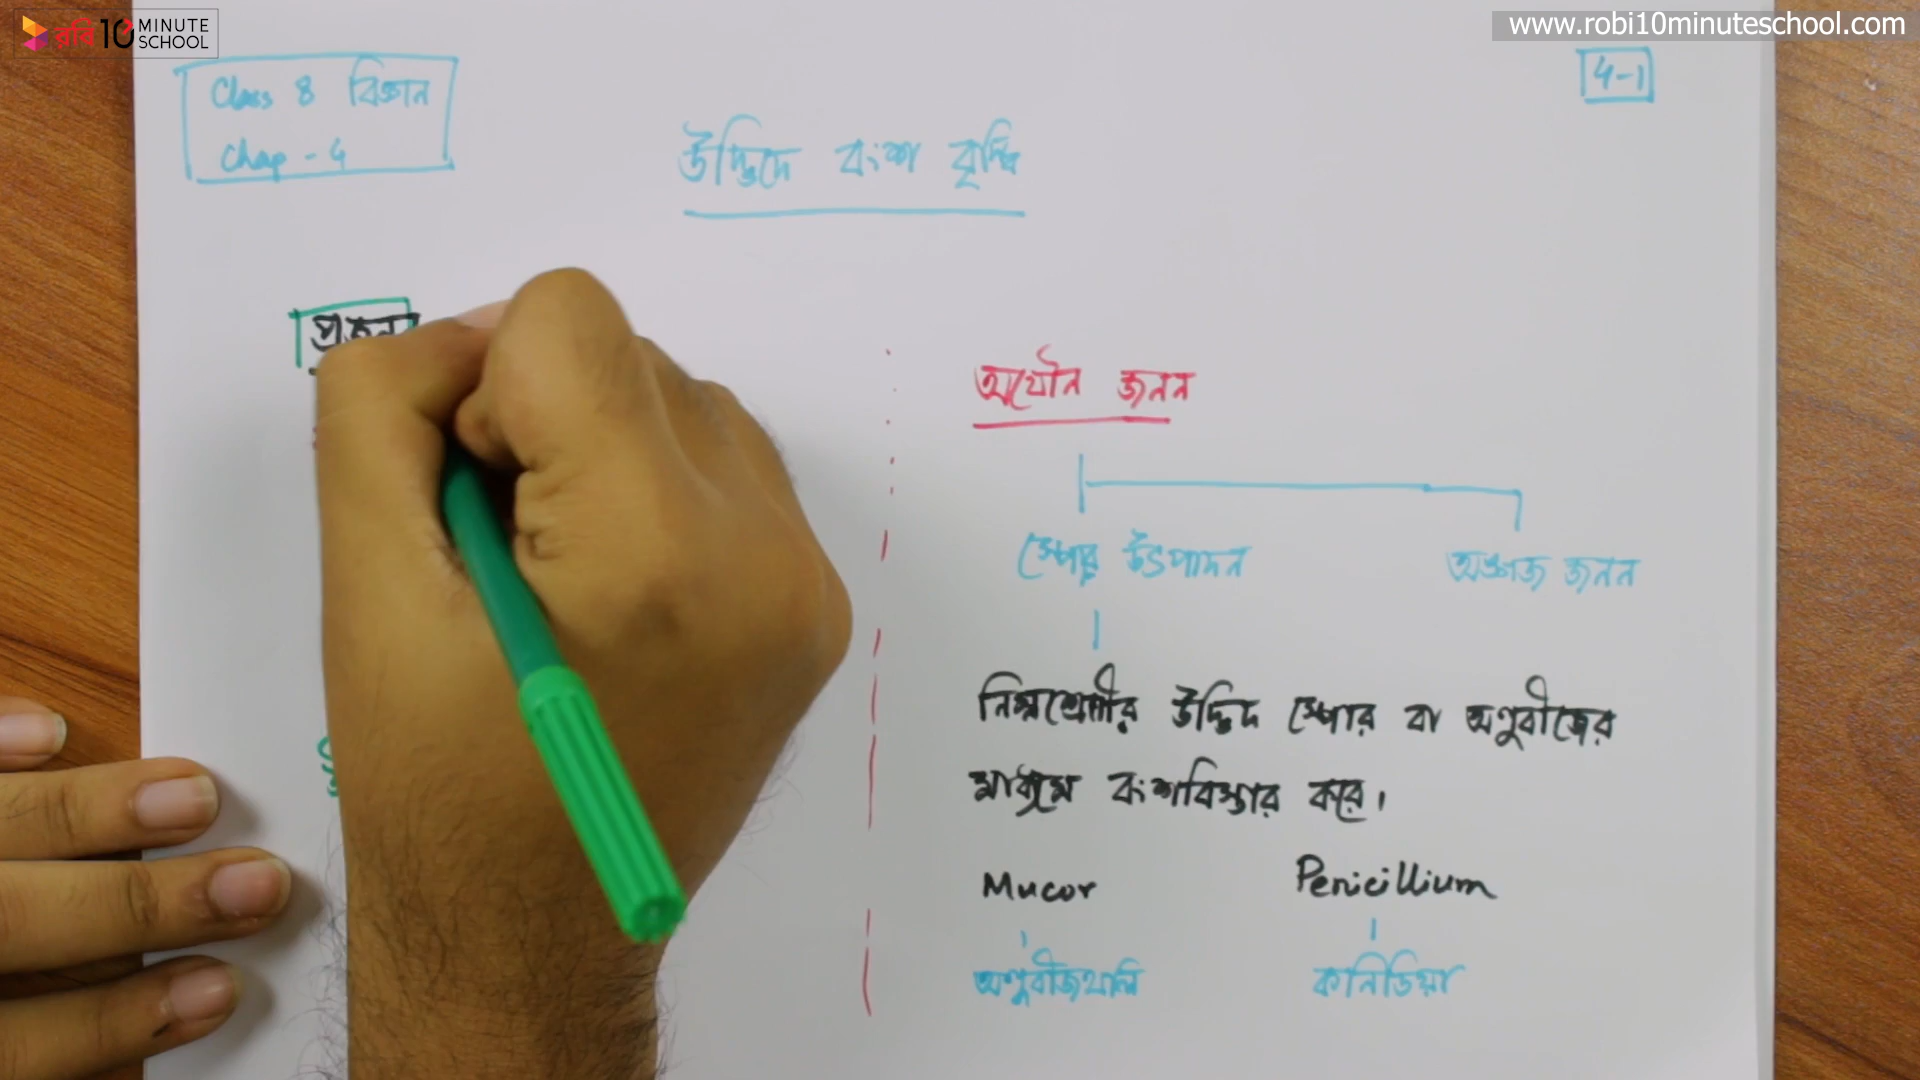 রবি 10 MINUTE SCHOOL
www.robi10minuteschool.com
Class 8 বিজ্ঞান
Chap - 4
4-1
উদ্ভিদে বংশ বৃদ্ধি
প্রজনন
অযৌন জনন
স্পোর উৎপাদন
অঙ্গজ জনন
নিম্নশ্রেণীর উদ্ভিদ স্পোর বা অণুবীজের
মাধ্যমে বংশবিস্তার করে।
Mucor
Penicillium
অণুবীজথলি
কনিডিয়া